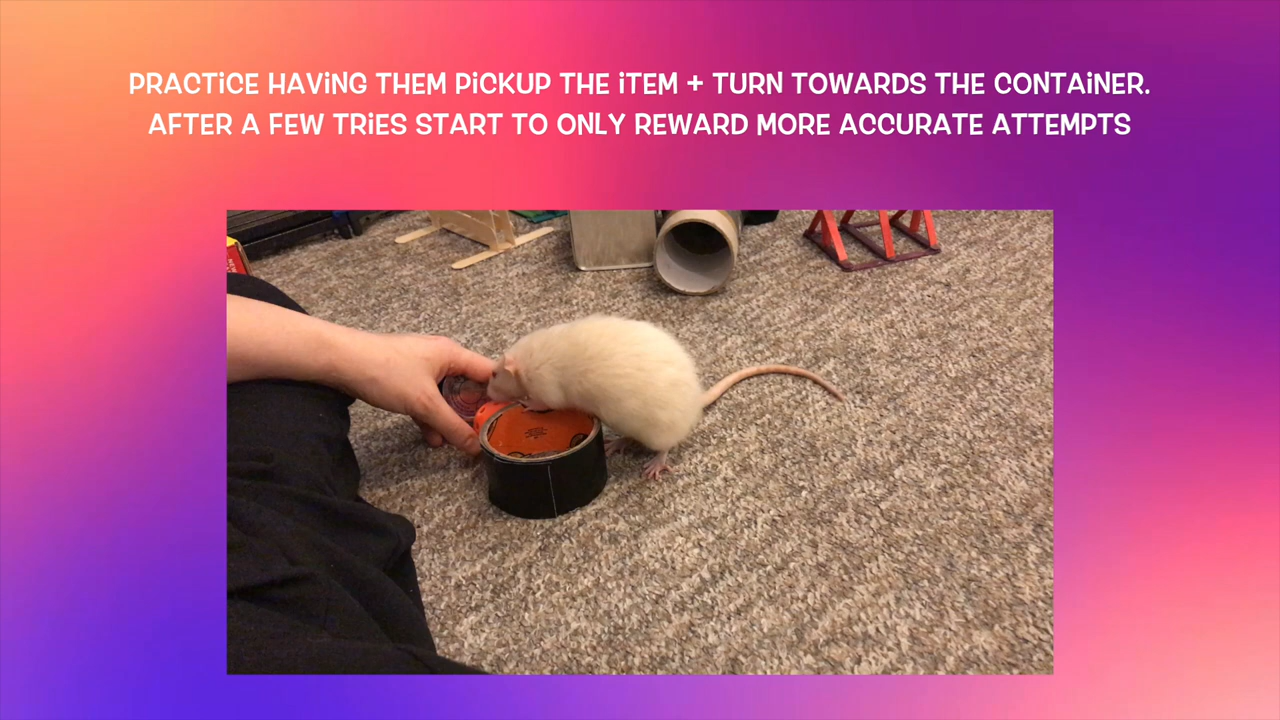 PRACTiCE HAViNG THEM PiCKUP THE iTEM + TURN TOWARDS THE CONTAiNER.
AFTER A FEW TRiES START TO ONLY REWARD MORE ACCURATE ATTEMPTS